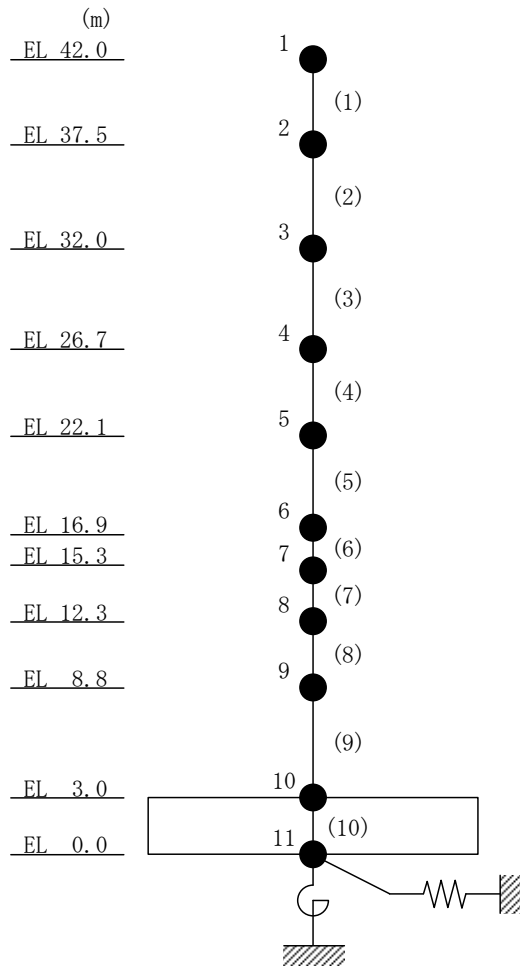 (m)
EL 42.0
1
(1)
EL 37.5
2
(2)
EL 32.0
3
(3)
EL 26.7
4
(4)
EL 22.1
5
(5)
EL 16.9
6
(6)
EL 15.3
7
(7)
EL 12.3
8
(8)
EL 8.8
9
(9)
EL 3.0
10
(10)
EL 0.0
11